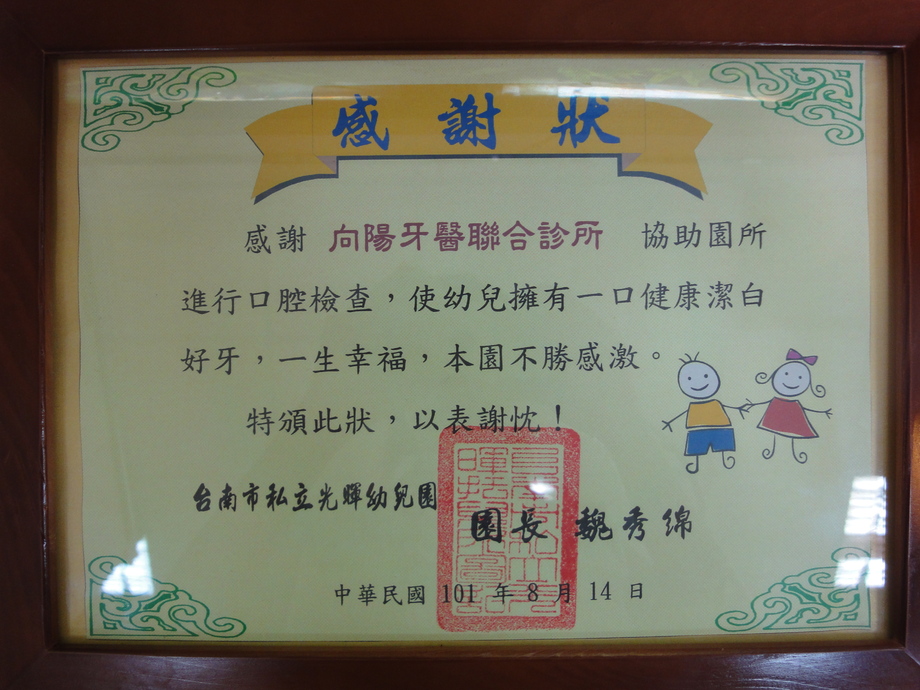 感謝狀
感謝 向陽牙醫聯合診所 協助園所
進行口腔檢查，使幼兒擁有一口健康潔白
好牙，一生幸福，本園不勝感激。
特頒此狀，以表謝忱！
台南市私立光暉幼兒園
園長 魏秀綿
中華民國 101 年 8 月 14 日